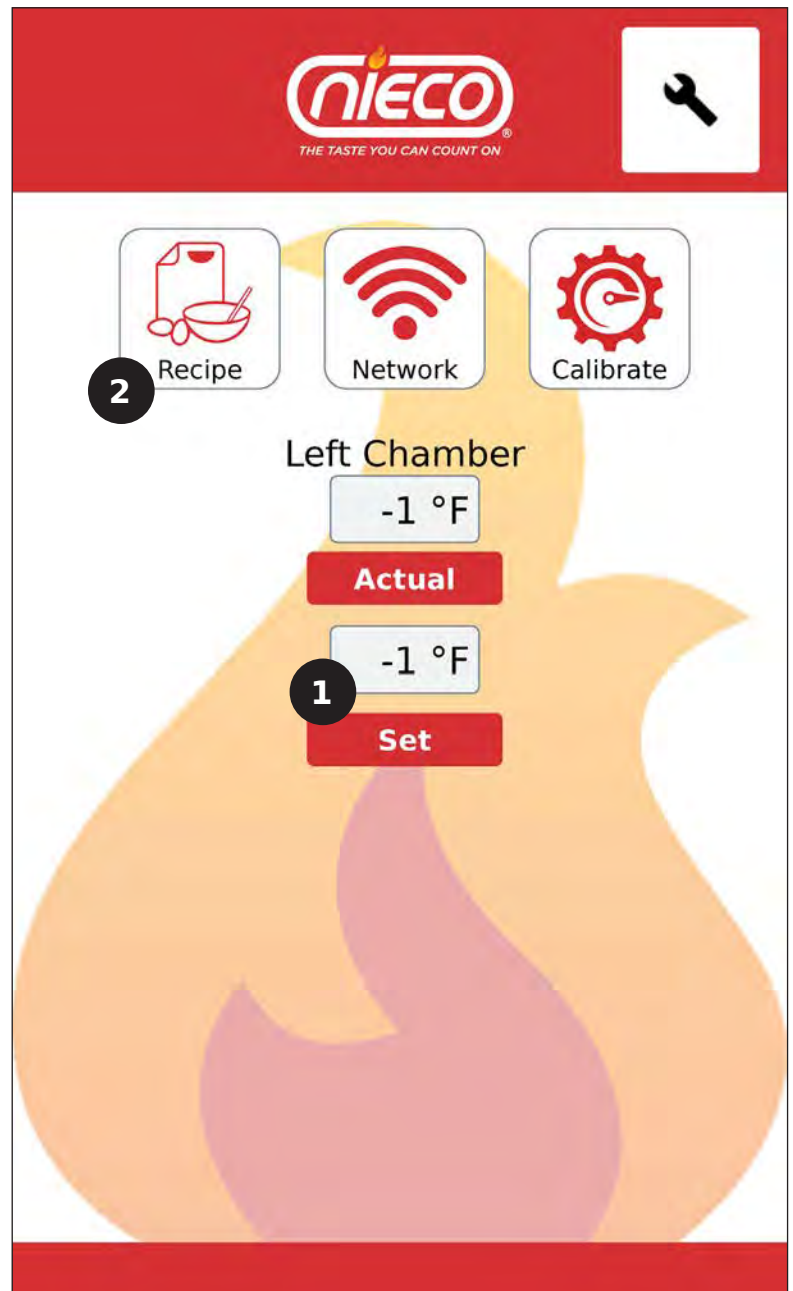 NIECO
®
THE TASTE YOU CAN COUNT ON
Recipe Network Calibrate
2
Left Chamber
-1 °F
Actual
-1 °F
1
Set